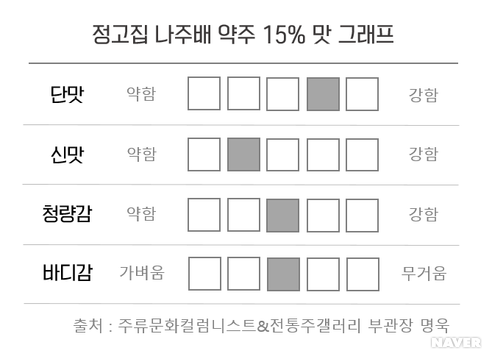 정고집 나주배 약주 15% 맛 그래프
단맛 약함 강함
신맛 약함 강함
청량감 약함 강함
바디감 가벼움 무거움
출처 : 주류문화컬럼니스트&전통주갤러리 부관장 명욱
NAVER